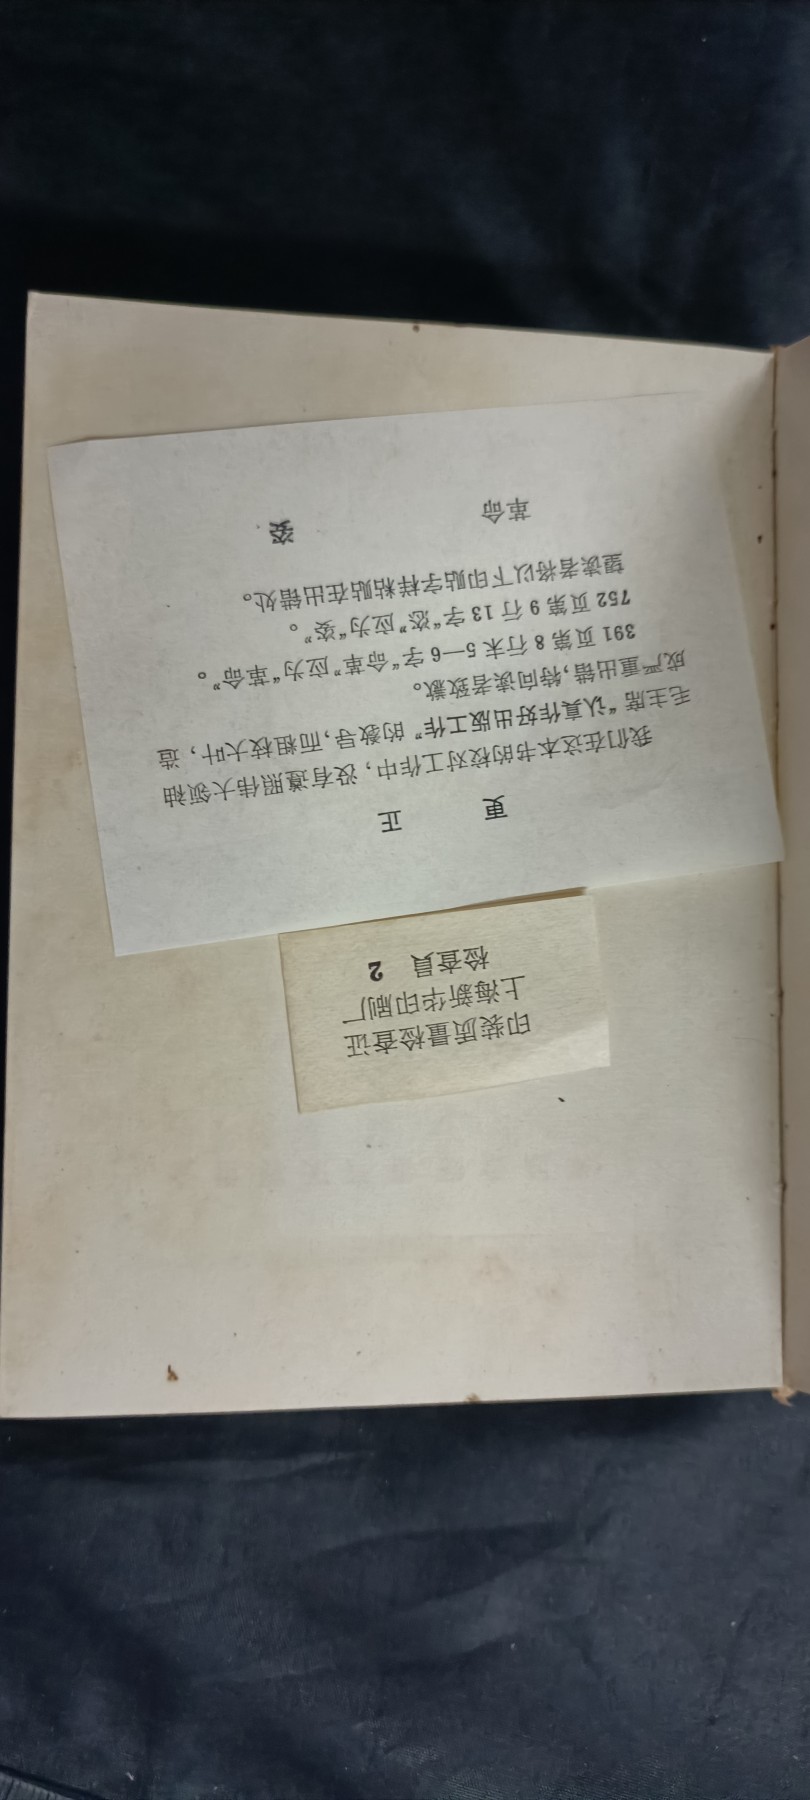 印装质量检查证
上海新华印刷厂
检查員 2
更 正
我们在这本书的校对工作中，没有遵照伟大领袖
毛主席“认真作好出版工作”的教导，而粗枝大叶，造
成严重出错，特向读者致歉。
391 页第 8 行末 5—6 字“命革”应为“革命”。
752 页第 9 行 13 字“恣”应为“姿”。
望读者将以下印贴字样粘贴在出错处。
革命 姿